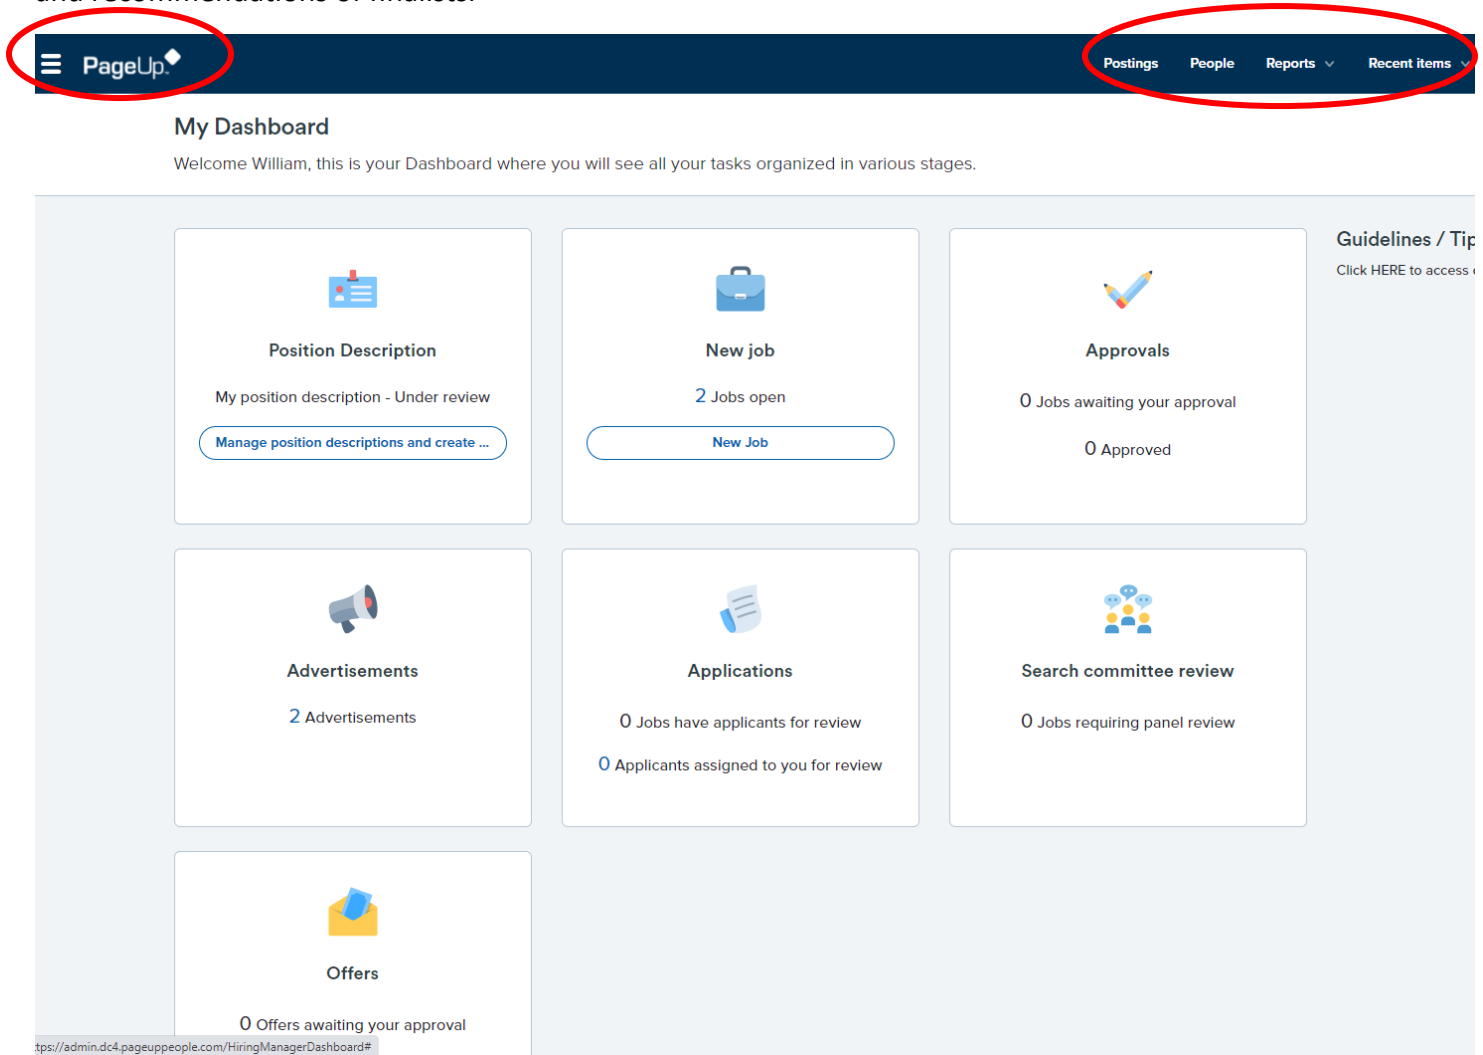 and recommendations of finalists.
PageUp
Postings People Reports Recent items
My Dashboard
Welcome William, this is your Dashboard where you will see all your tasks organized in various stages.
Position Description
My position description - Under review
Manage position descriptions and create ...
New job
2 Jobs open
New Job
Approvals
0 Jobs awaiting your approval
0 Approved
Guidelines / Tip
Click HERE to access
Advertisements
2 Advertisements
Applications
0 Jobs have applicants for review
0 Applicants assigned to you for review
Search committee review
0 Jobs requiring panel review
Offers
0 Offers awaiting your approval
tps://admin.dc4.pageuppeople.com/HiringManagerDashboard#